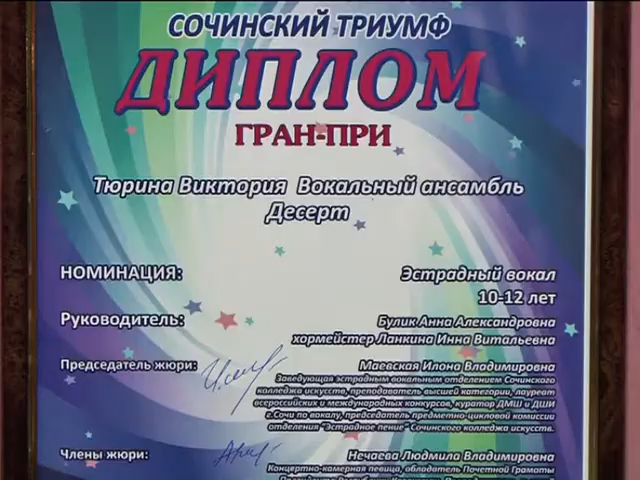 СОЧИНСКИЙ ТРИУМФ
ДИПЛОМ
ГРАН-ПРИ
Тюрина Виктория Вокальный ансамбль
Десерт
НОМИНАЦИЯ: Эстрадный вокал
10-12 лет
Руководитель: Булик Анна Александровна
хормейстер Ланкина Инна Витальевна
Председатель жюри: Маевская Илона Владимировна
Заведующая эстрадным вокальным отделением Сочинского
колледжа искусств, преподаватель высшей категории, лауреат
всероссийских и международных конкурсов, куратор ДМШ и ДШИ
г.Сочи по вокалу, председатель предметно-цикловой комиссии
отделения "Эстрадное пение" Сочинского колледжа искусств.
Члены жюри: Нечаева Людмила Владимировна
Концертно-камерная певица, обладатель Почетной Грамоты